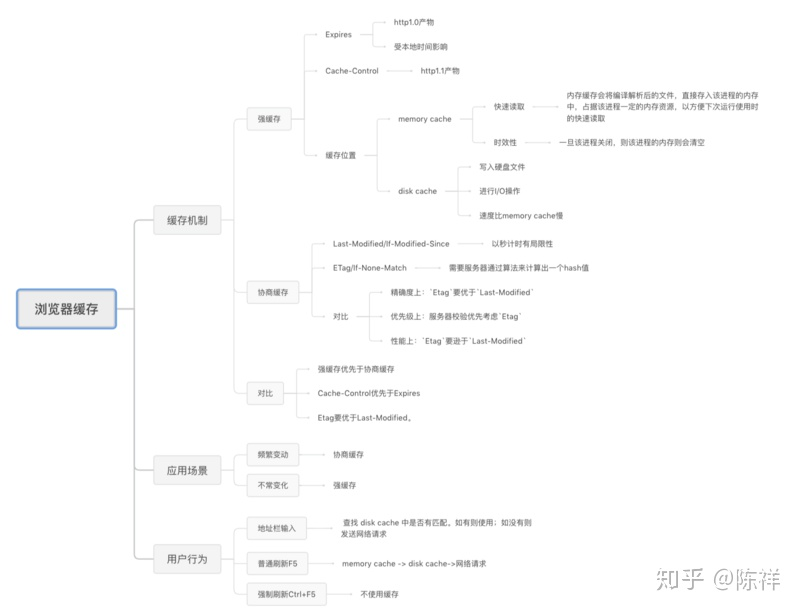 浏览器缓存
缓存机制
强缓存
Expires
http1.0产物
受本地时间影响
Cache-Control
http1.1产物
缓存位置
memory cache
快速读取
内存缓存会将编译解析后的文件，直接存入该进程的内存
中，占据该进程一定的内存资源，以方便下次运行使用时
的快速读取
时效性
一旦该进程关闭，则该进程的内存则会清空
disk cache
写入硬盘文件
进行I/O操作
速度比memory cache慢
协商缓存
Last-Modified/If-Modified-Since
以秒计时有局限性
ETag/If-None-Match
需要服务器通过算法来计算出一个hash值
对比
精确度上：`Etag`要优于`Last-Modified`
优先级上：服务器校验优先考虑`Etag`
性能上：`Etag`要逊于`Last-Modified`
对比
强缓存优先于协商缓存
Cache-Control优先于Expires
Etag要优于Last-Modified。
应用场景
频繁变动
协商缓存
不常变化
强缓存
用户行为
地址栏输入
查找 disk cache 中是否有匹配。如有则使用；如没有则
发送网络请求
普通刷新F5
memory cache -> disk cache->网络请求
强制刷新Ctrl+F5
不使用缓存
知乎 @陈祥